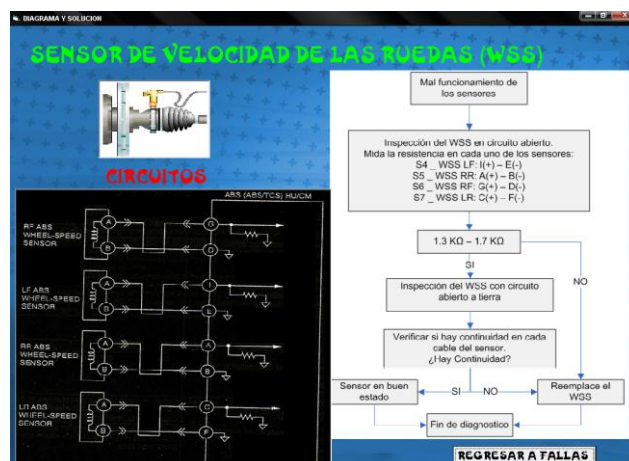 DIAGRAMA Y SOLUCION
SENSOR DE VELOCIDAD DE LAS RUEDAS (WSS)
CIRCUITOS
ABS (ABS/TCS) HU/CM
RF ABS
WHEEL-SPEED
SENSOR
A
B
G
D
LF ABS
WHEEL-SPEED
SENSOR
A
B
I
E
RR ABS
WHEEL-SPEED
SENSOR
A
B
A
B
LR ABS
WHEEL-SPEED
SENSOR
A
B
C
F
Mal funcionamiento de
los sensores
Inspección del WSS en circuito abierto.
Mida la resistencia en cada uno de los sensores:
S4 _ WSS LF: I(+) – E(-)
S5 _ WSS RR: A(+) – B(-)
S6 _ WSS RF: G(+) – D(-)
S7 _ WSS LR: C(+) – F(-)
1.3 KΩ – 1.7 KΩ
SI
NO
Inspección del WSS con circuito
abierto a tierra
Verificar si hay continuidad en cada
cable del sensor.
¿Hay Continuidad?
Sensor en buen
estado
SI
NO
Reemplace el
WSS
Fin de diagnostico
REGRESAR A FALLAS